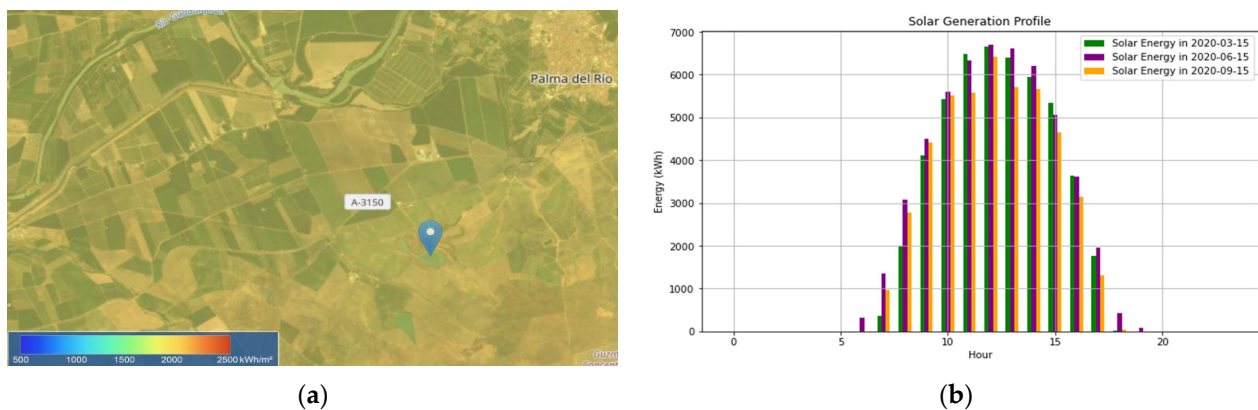 Palma del Río
A-3150
500 1000 1500 2000 2500 kWh/m²
(a)
Solar Generation Profile
Solar Energy in 2020-03-15
Solar Energy in 2020-06-15
Solar Energy in 2020-09-15
Energy (kWh)
7000
6000
5000
4000
3000
2000
1000
0
0 5 10 15 20
Hour
(b)